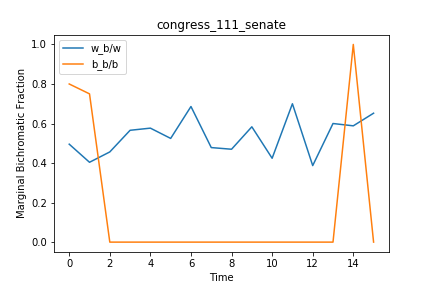 congress_111_senate
w_b/w
b_b/b
Marginal Bichromatic Fraction
1.0
0.8
0.6
0.4
0.2
0.0
0 2 4 6 8 10 12 14
Time